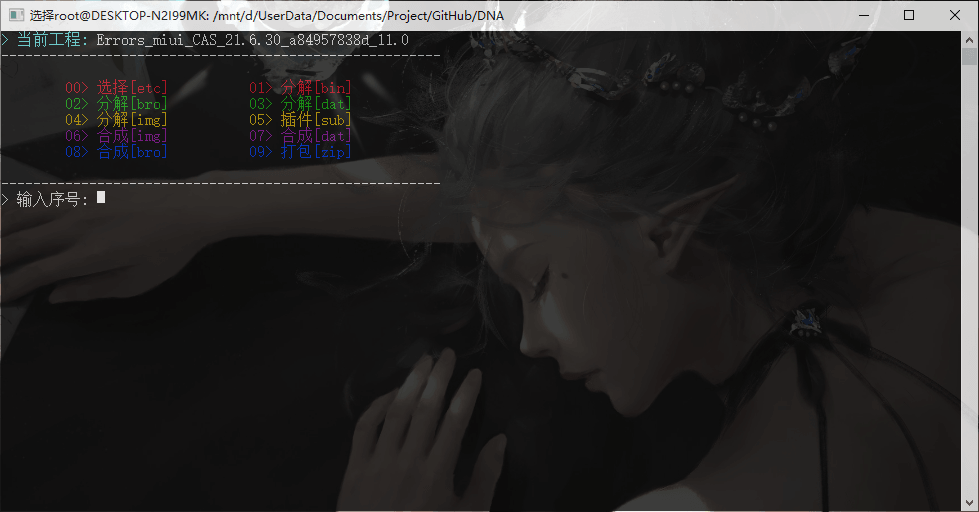 选择root@DESKTOP-N2I99MK: /mnt/d/UserData/Documents/Project/GitHub/DNA
> 当前工程: Errors_miui_CAS_21.6.30_a84957838d_11.0
-------------------------------------------------------
00> 选择[etc] 01> 分解[bin]
02> 分解[bro] 03> 分解[dat]
04> 分解[img] 05> 插件[sub]
06> 合成[img] 07> 合成[dat]
08> 合成[bro] 09> 打包[zip]
-------------------------------------------------------
> 输入序号: